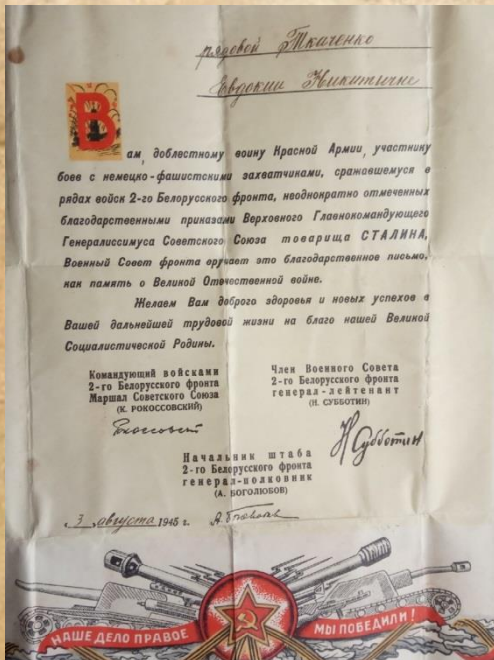 рядовой Ткаченко
Евдокии Никитичне
Вам, доблестному воину Красной Армии, участнику
боев с немецко-фашистскими захватчиками, сражавшемуся в
рядах войск 2-го Белорусского фронта, неоднократно отмеченных
благодарственными приказами Верховного Главнокомандующего
Генералиссимуса Советского Союза товарища СТАЛИНА,
Военный Совет фронта вручает это благодарственное письмо,
как память о Великой Отечественной войне.
Желаем Вам доброго здоровья и новых успехов в
Вашей дальнейшей трудовой жизни на благо нашей Великой
Социалистической Родины.
Командующий войсками
2-го Белорусского фронта
Маршал Советского Союза
(К. РОКОССОВСКИЙ)
Рокоссовский
Член Военного Совета
2-го Белорусского фронта
генерал-лейтенант
(Н. СУББОТИН)
Н Субботин
Начальник штаба
2-го Белорусского фронта
генерал-полковник
(А. БОГОЛЮБОВ)
„3" августа 1945 г.
НАШЕ ДЕЛО ПРАВОЕ
МЫ ПОБЕДИЛИ!